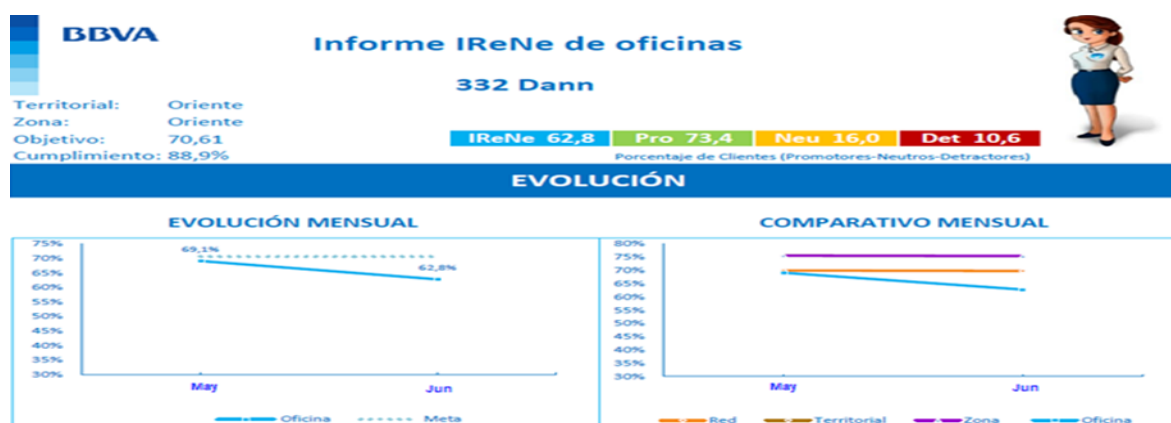 BBVA
Informe IReNe de oficinas
332 Dann
Territorial: Oriente
Zona: Oriente
Objetivo: 70,61
IReNe 62,8 Pro 73,4 Neu 16,0 Det 10,6
Cumplimiento: 88,9%
Porcentaje de Clientes (Promotores-Neutros-Detractores)
EVOLUCIÓN
EVOLUCIÓN MENSUAL
75%
70%
65%
60%
55%
50%
45%
40%
35%
30%
69,1%
62,8%
May Jun
Oficina Meta
COMPARATIVO MENSUAL
80%
75%
70%
65%
60%
55%
50%
45%
40%
35%
30%
May Jun
Red Territorial Zona Oficina